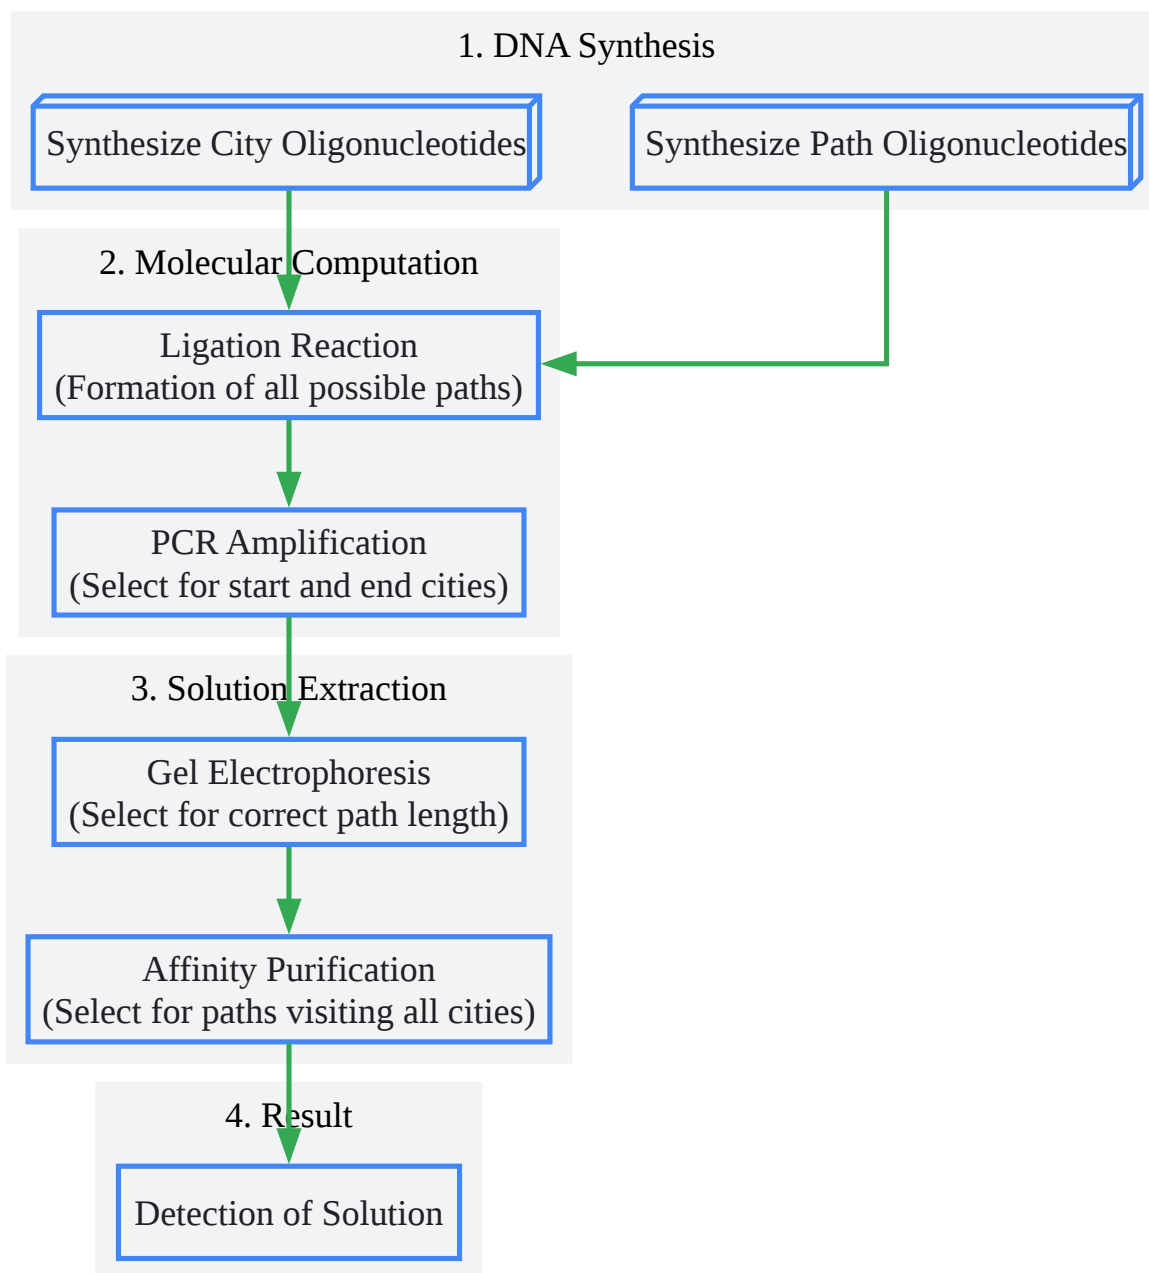 1. DNA Synthesis
Synthesize City Oligonucleotides
Synthesize Path Oligonucleotides
2. Molecular Computation
Ligation Reaction
(Formation of all possible paths)
PCR Amplification
(Select for start and end cities)
3. Solution Extraction
Gel Electrophoresis
(Select for correct path length)
Affinity Purification
(Select for paths visiting all cities)
4. Result
Detection of Solution